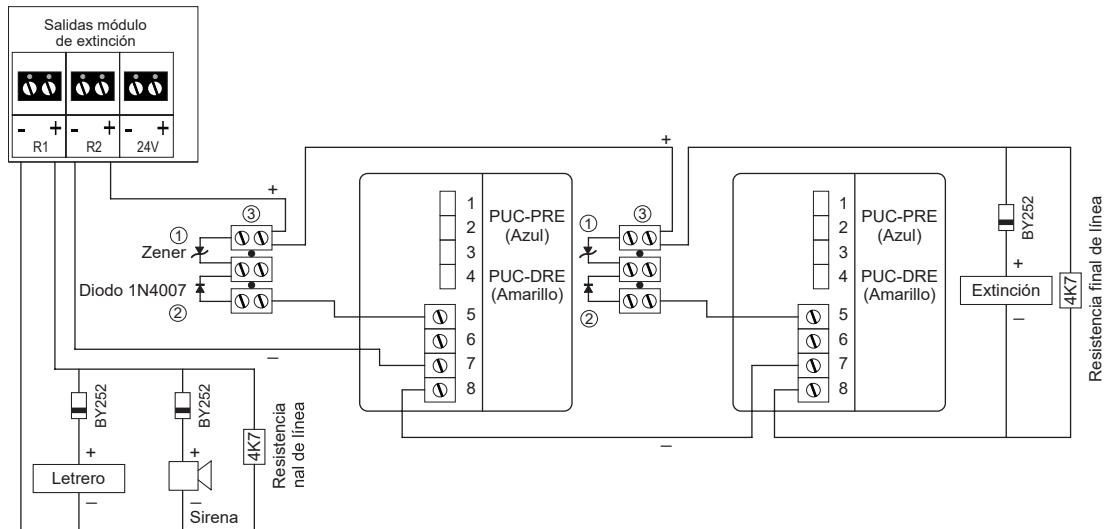 Salidas módulo
de extinción
- + - + - +
R1 R2 24V
+
③
①
Zener
Diodo 1N4007
②
–
1
2
3
4
5
6
7
8
PUC-PRE
(Azul)
PUC-DRE
(Amarillo)
+
③
①
②
–
1
2
3
4
5
6
7
8
PUC-PRE
(Azul)
PUC-DRE
(Amarillo)
BY252
+
Extinción
–
4K7
Resistencia final de línea
BY252
+
Letrero
–
BY252
+
–
Sirena
4K7
Resistencia
nal de línea